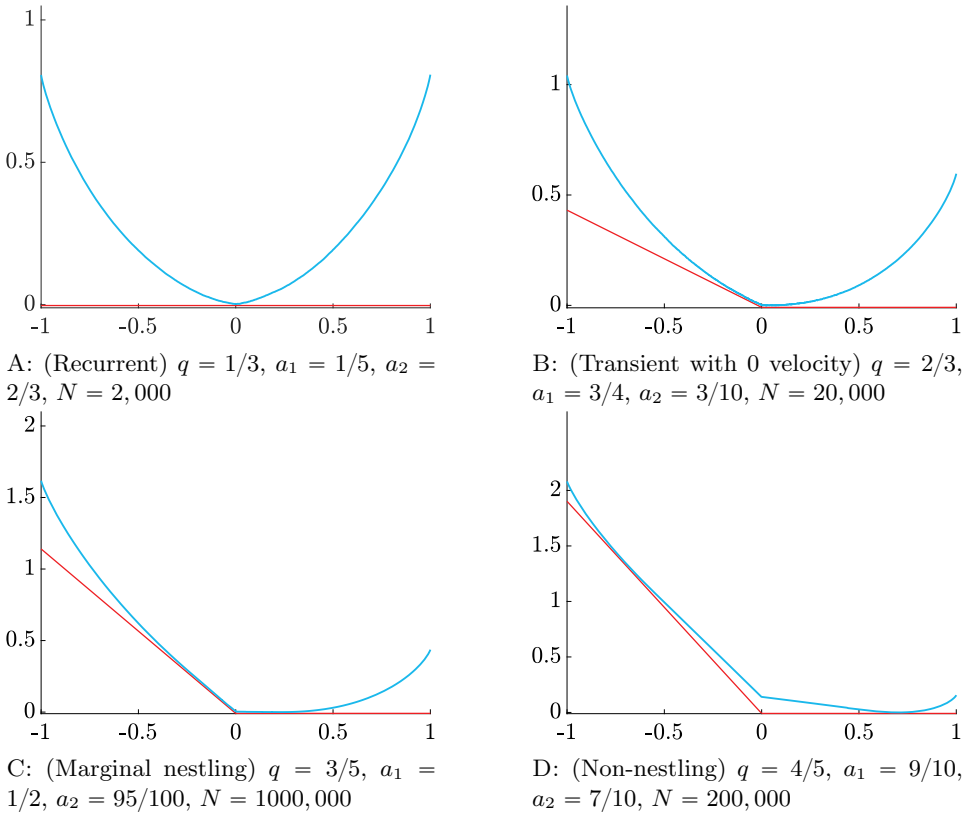 1
0.5
0
-1 -0.5 0 0.5 1
A: (Recurrent) q = 1/3, a₁ = 1/5, a₂ =
2/3, N = 2, 000
1
0.5
0
-1 -0.5 0 0.5 1
B: (Transient with 0 velocity) q = 2/3,
a₁ = 3/4, a₂ = 3/10, N = 20, 000
2
1.5
1
0.5
0
-1 -0.5 0 0.5 1
C: (Marginal nestling) q = 3/5, a₁ =
1/2, a₂ = 95/100, N = 1000, 000
2
1.5
1
0.5
0
-1 -0.5 0 0.5 1
D: (Non-nestling) q = 4/5, a₁ = 9/10,
a₂ = 7/10, N = 200, 000